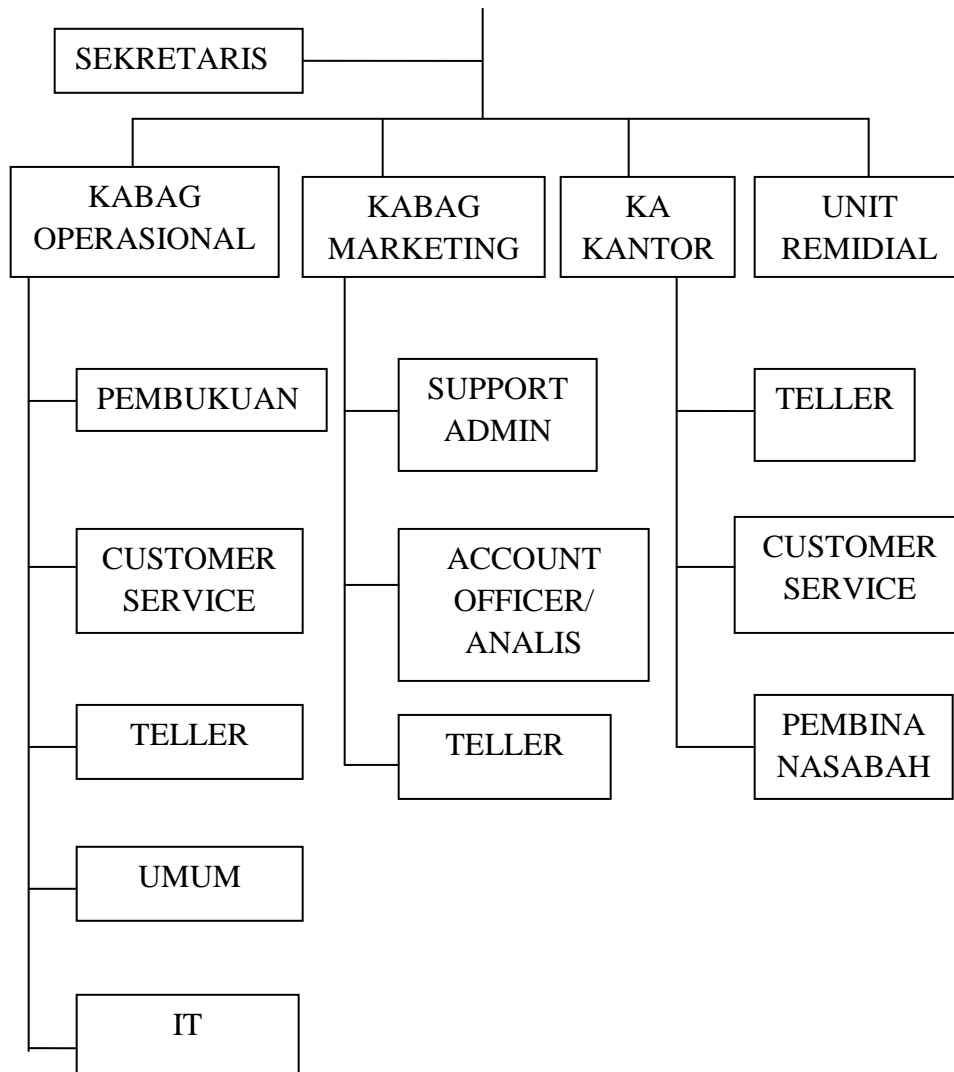 SEKRETARIS
KABAG
OPERASIONAL
KABAG
MARKETING
KA
KANTOR
UNIT
REMIDIAL
PEMBUKUAN
CUSTOMER
SERVICE
TELLER
UMUM
IT
SUPPORT
ADMIN
ACCOUNT
OFFICER/
ANALIS
TELLER
TELLER
CUSTOMER
SERVICE
PEMBINA
NASABAH